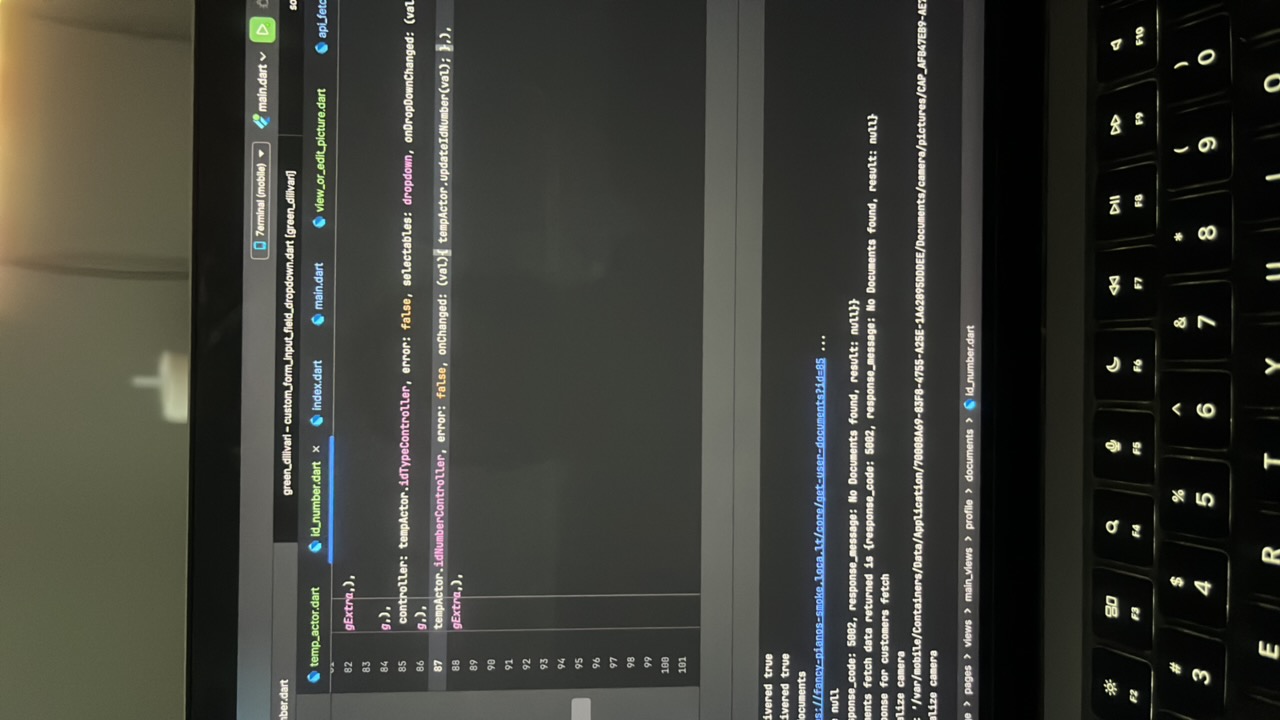 7erminal (mobile)
main.dart
nber.dart
green_dilivari – custom_form_input_field_dropdown.dart [green_dilivari]
so
temp_actor.dart
id_number.dart ×
index.dart
main.dart
view_or_edit_picture.dart
api_fetc
82 gExtra,),
83
84 g,),
85 controller: tempActor.idTypeController, error: false, selectables: dropdown, onDropDownChanged: (val
86 g,),
87 tempActor.idNumberController, error: false, onChanged: (val){ tempActor.updateIdNumber(val); },),
88 gExtra,),
89
90
91
92
93
94
95
96
97
98
99
100
101
ivered true
ivered true
ocuments
s://fancy-pianos-smoke.loca.lt/core/get-user-documents?id=85 ...
null
sponse_code: 5002, response_message: No Documents found, result: null}}
ments fetch data returned is {response_code: 5002, response_message: No Documents found, result: null}
ponse for customers fetch
alize camera
: '/var/mobile/Containers/Data/Application/70008A69-83F8-4755-A25E-1A62895DDDEE/Documents/camera/pictures/CAP_AFB47EB9-AE7
alize camera
e > pages > views > main_views > profile > documents > id_number.dart
F2 F3 F4 F5 F6 F7 F8 F9 F10
# $ % ^ & * ( )
3 4 5 6 7 8 9 0
E R T Y U I O